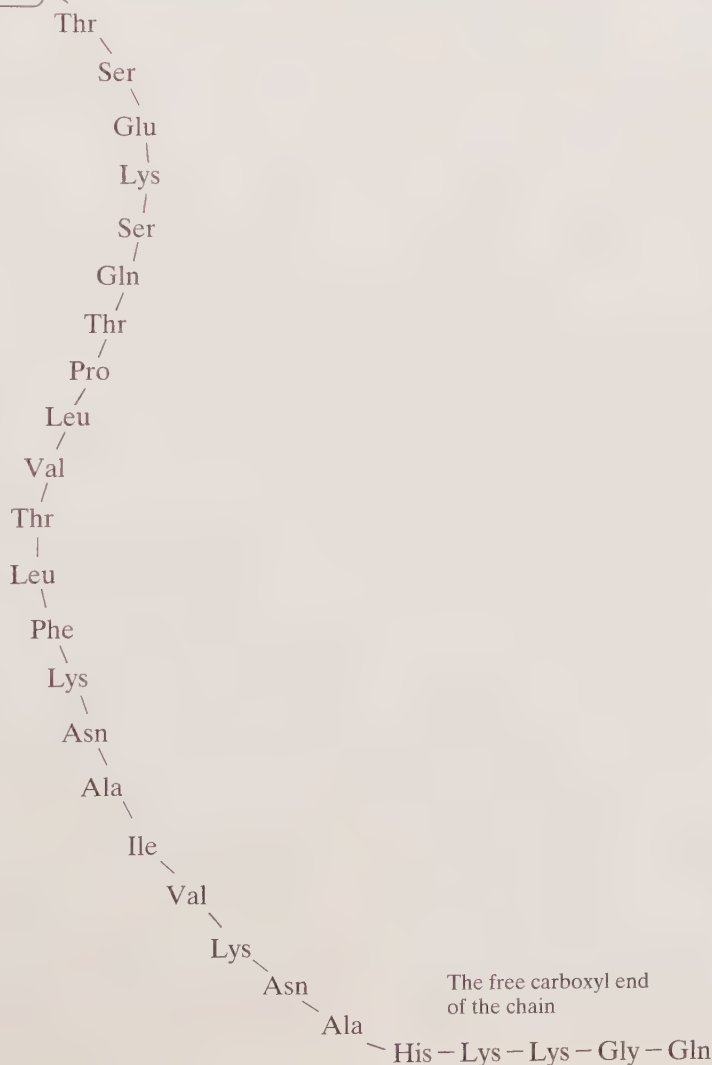 Thr
Ser
Glu
Lys
Ser
Gln
Thr
Pro
Leu
Val
Thr
Leu
Phe
Lys
Asn
Ala
Ile
Val
Lys
Asn
Ala
The free carboxyl end
of the chain
His – Lys – Lys – Gly – Gln